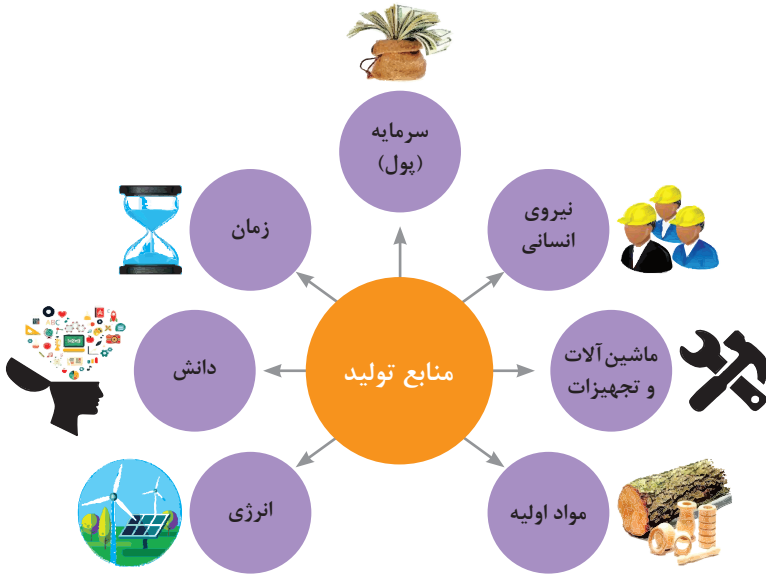 سرمایه
(پول)
نیروی
انسانی
زمان
منابع تولید
ماشین‌آلات
و تجهیزات
دانش
مواد اولیه
انرژی